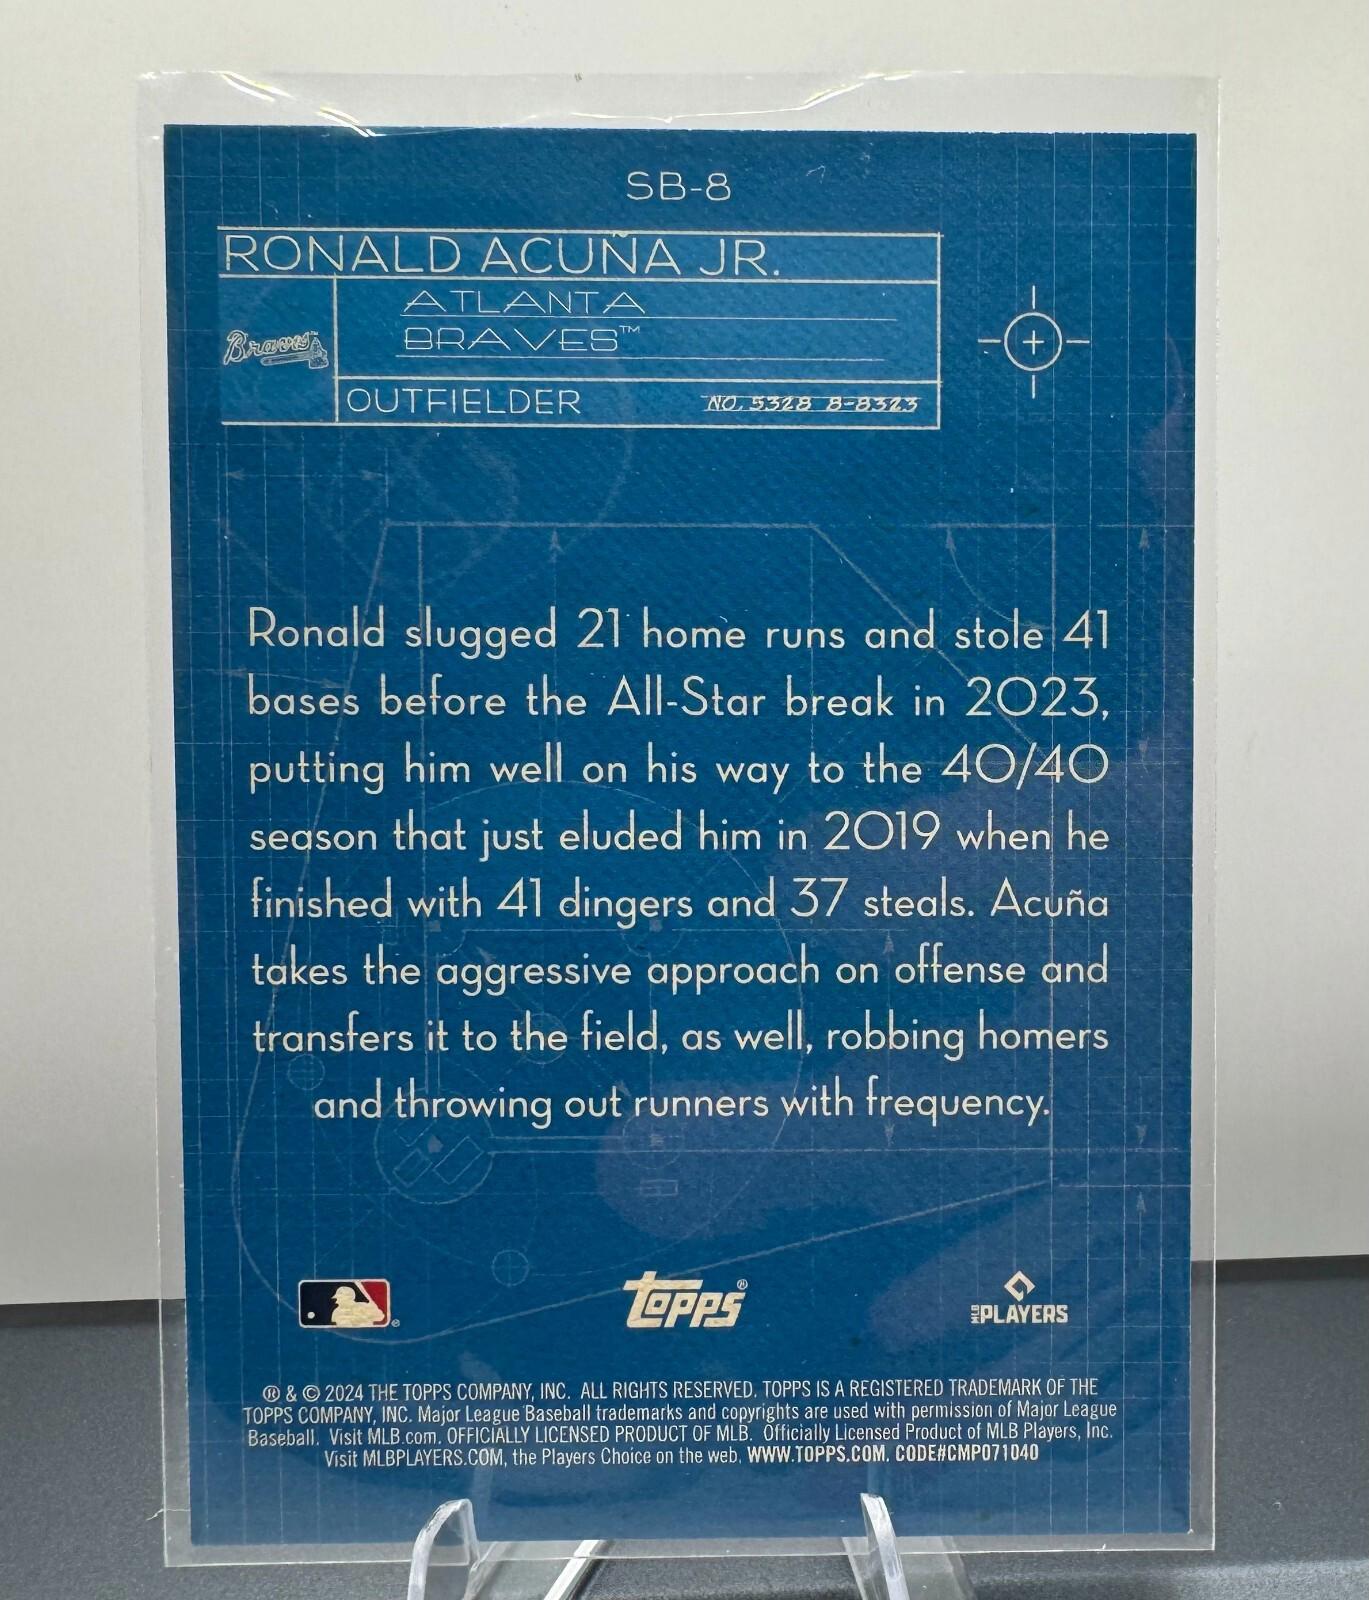 SB-8
RONALD ACUÑA JR.
ATLANTA
BRAVES™
Braves™
OUTFIELDER
NO. 5328 8-8323
Ronald slugged 21 home runs and stole 41
bases before the All-Star break in 2023,
putting him well on his way to the 40/40
season that just eluded him in 2019 when he
finished with 41 dingers and 37 steals. Acuña
takes the aggressive approach on offense and
transfers it to the field, as well, robbing homers
and throwing out runners with frequency.
®
topps®
MLB PLAYERS
® & © 2024 THE TOPPS COMPANY, INC. ALL RIGHTS RESERVED. TOPPS IS A REGISTERED TRADEMARK OF THE
TOPPS COMPANY, INC. Major League Baseball trademarks and copyrights are used with permission of Major League
Baseball. Visit MLB.com. OFFICIALLY LICENSED PRODUCT OF MLB. Officially Licensed Product of MLB Players, Inc.
Visit MLBPLAYERS.COM, the Players Choice on the web. WWW.TOPPS.COM. CODE#CMP071040